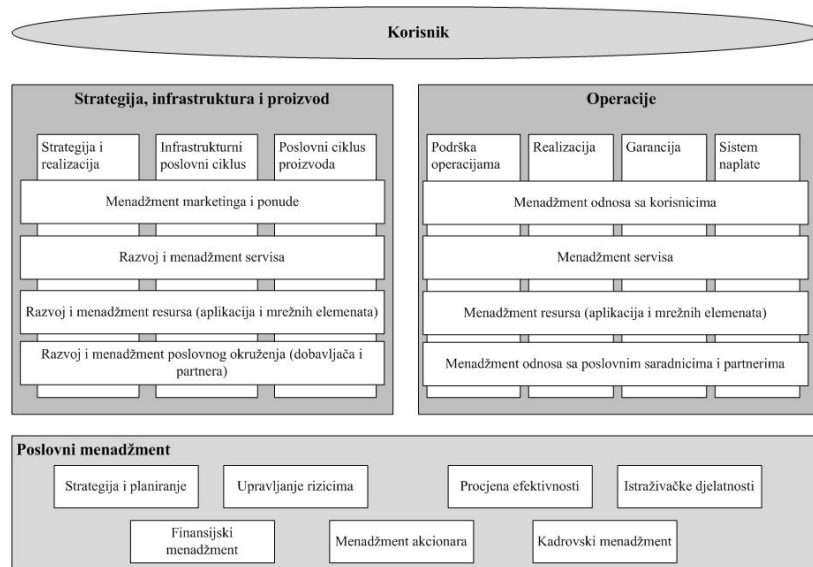 Korisnik
Strategija, infrastruktura i proizvod
Strategija i
realizacija
Infrastrukturni
poslovni ciklus
Poslovni ciklus
proizvoda
Menadžment marketinga i ponude
Razvoj i menadžment servisa
Razvoj i menadžment resursa (aplikacija i mrežnih elemenata)
Razvoj i menadžment poslovnog okruženja (dobavljača i
partnera)
Operacije
Podrška
operacijama
Realizacija
Garancija
Sistem
naplate
Menadžment odnosa sa korisnicima
Menadžment servisa
Menadžment resursa (aplikacija i mrežnih elemenata)
Menadžment odnosa sa poslovnim saradnicima i partnerima
Poslovni menadžment
Strategija i planiranje
Upravljanje rizicima
Procjena efektivnosti
Istraživačke djelatnosti
Finansijski
menadžment
Menadžment akcionara
Kadrovski menadžment